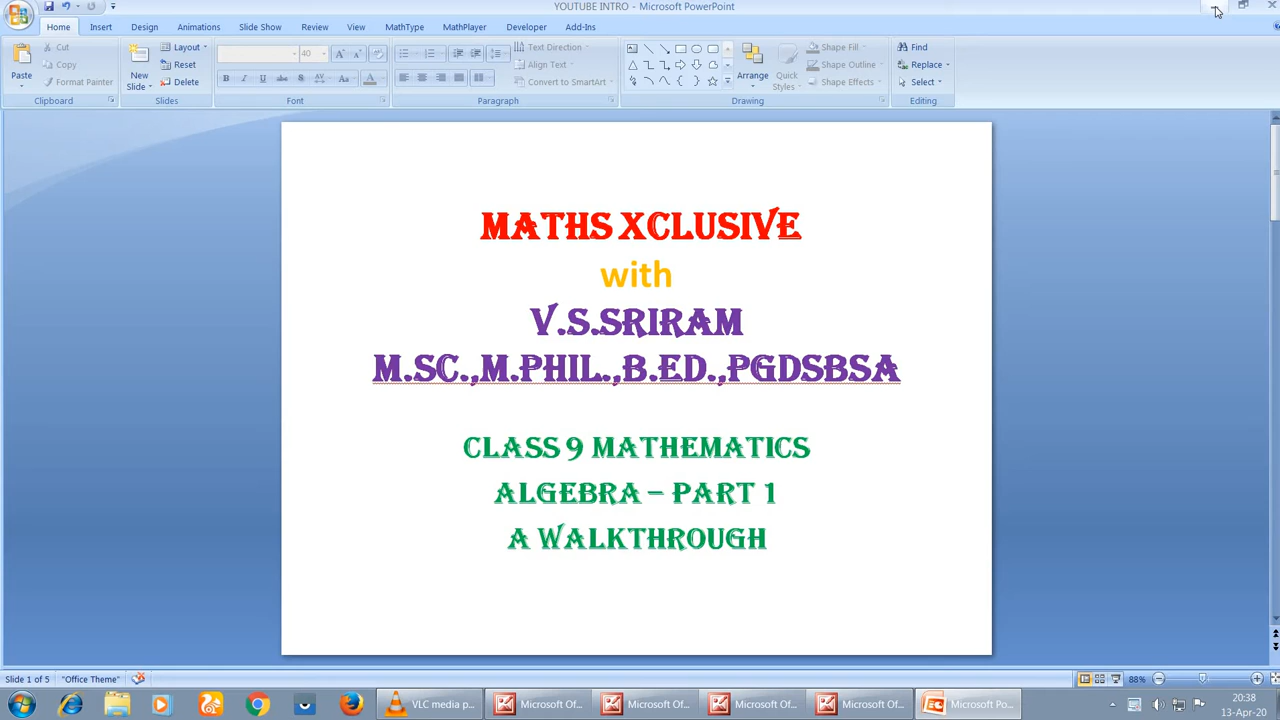 YOUTUBE INTRO - Microsoft PowerPoint
Home Insert Design Animations Slide Show Review View MathType MathPlayer Developer Add-Ins
Paste
Cut
Copy
Format Painter
Clipboard
New Slide
Layout
Reset
Delete
Slides
40
B I U abc S AV Aa A
Font
Paragraph
Text Direction
Align Text
Convert to SmartArt
Arrange
Quick Styles
Shape Fill
Shape Outline
Shape Effects
Drawing
Find
Replace
Select
Editing
MATHS XCLUSIVE
with
V.S.SRIRAM
M.SC.,M.PHIL.,B.ED.,PGDSBSA
CLASS 9 MATHEMATICS
ALGEBRA – PART 1
A WALKTHROUGH
Slide 1 of 5 "Office Theme" 88%
VLC media p... Microsoft Of... Microsoft Of... Microsoft Of... Microsoft Of... Microsoft Po...
20:38
13-Apr-20